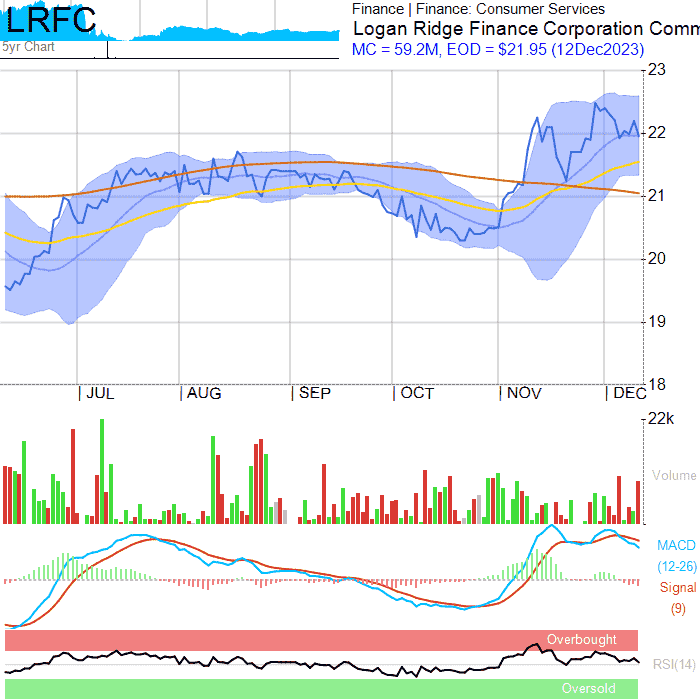 LRFC
5yr Chart
Finance | Finance: Consumer Services
Logan Ridge Finance Corporation Comm
MC = 59.2M, EOD = $21.95 (12Dec2023)
23
22
21
20
19
18
| JUL | AUG | SEP | OCT | NOV | DEC
22k
Volume
MACD
(12-26)
Signal
(9)
Overbought
RSI(14)
Oversold